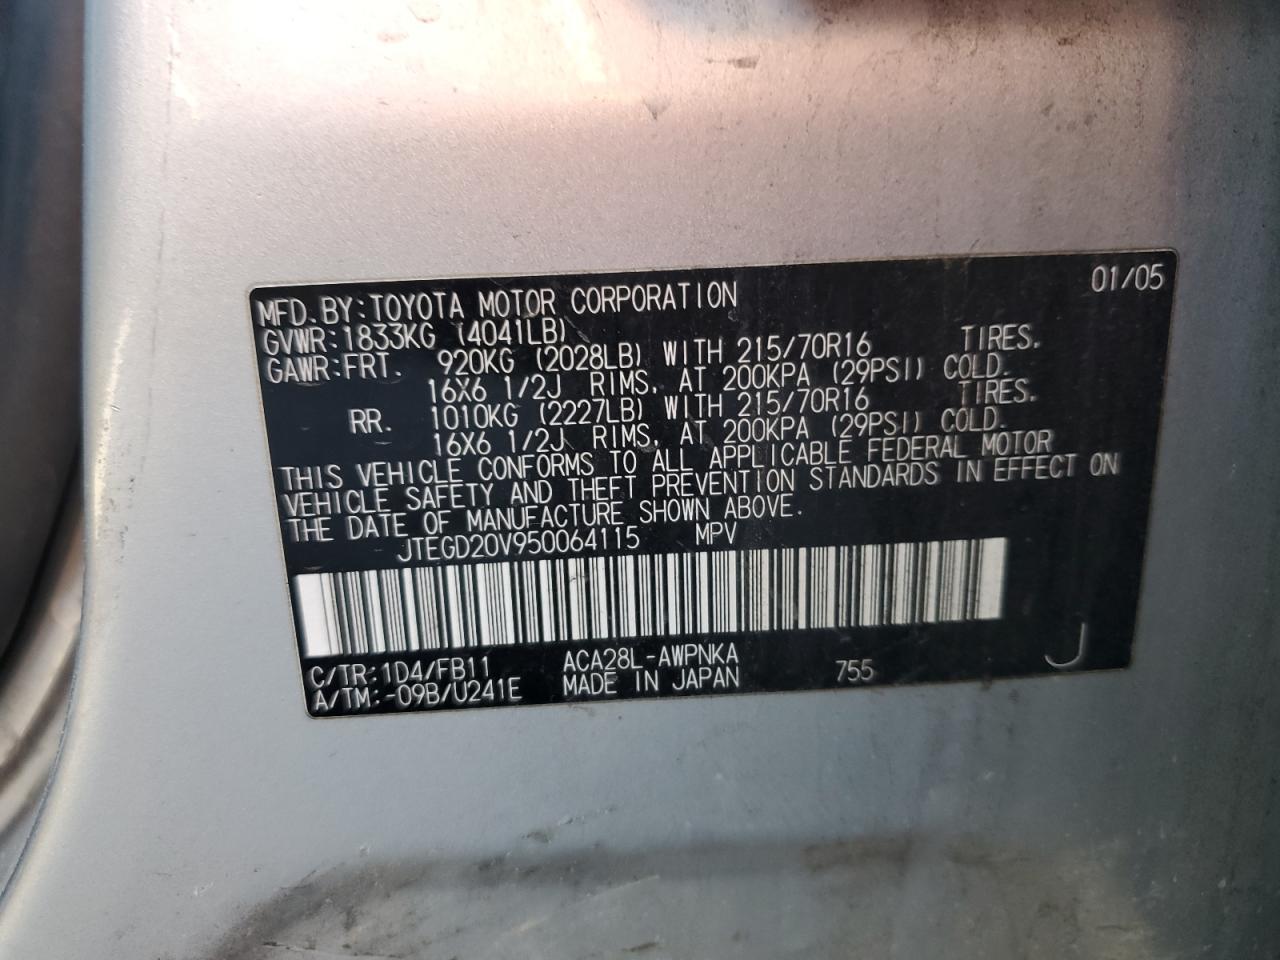 01/05
MFD.BY:TOYOTA MOTOR CORPORATION
GVWR:1833KG (4041LB)
GAWR:FRT. 920KG (2028LB) WITH 215/70R16 TIRES,
16X6 1/2J RIMS, AT 200KPA (29PSI) COLD.
RR. 1010KG (2227LB) WITH 215/70R16 TIRES,
16X6 1/2J RIMS, AT 200KPA (29PSI) COLD.
THIS VEHICLE CONFORMS TO ALL APPLICABLE FEDERAL MOTOR
VEHICLE SAFETY AND THEFT PREVENTION STANDARDS IN EFFECT ON
THE DATE OF MANUFACTURE SHOWN ABOVE.
JTEGD20V950064115 MPV
C/TR:1D4/FB11 ACA28L-AWPNKA 755 J
A/TM:-09B/U241E MADE IN JAPAN